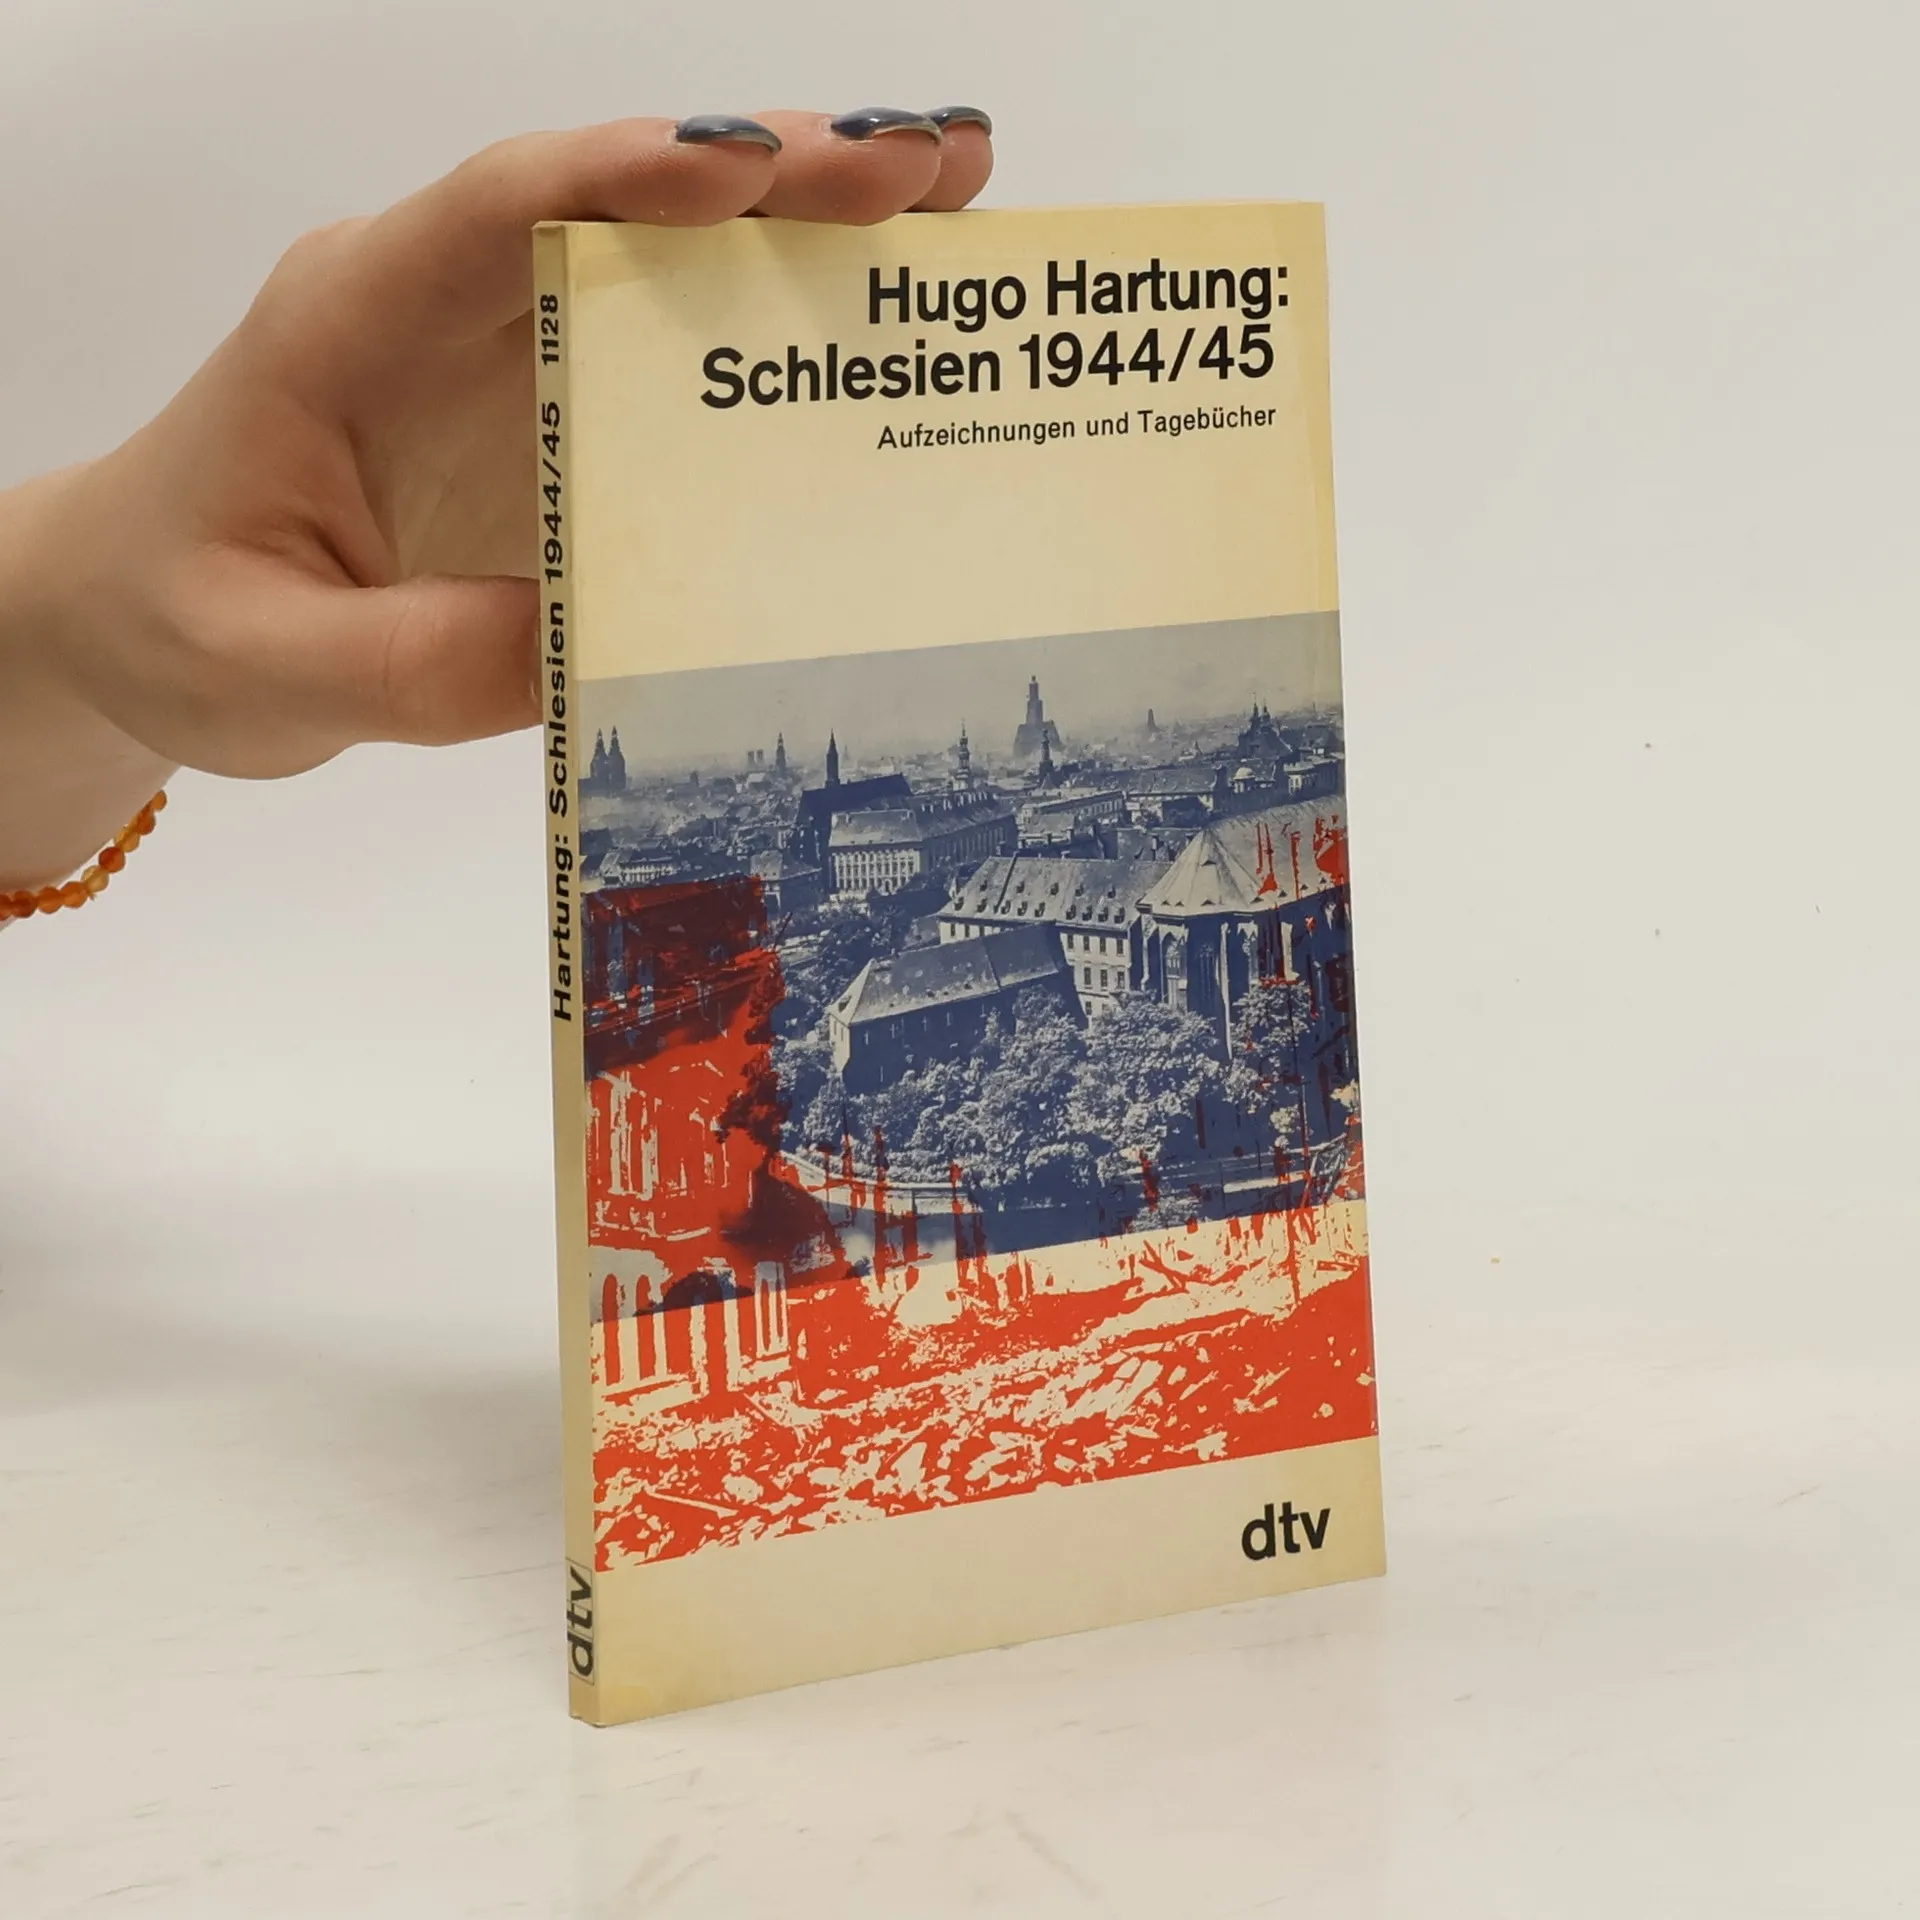 Hugo Hartung:
Schlesien 1944/45
Aufzeichnungen und Tagebücher
dtv
Hartung: Schlesien 1944/45 1128
dtv